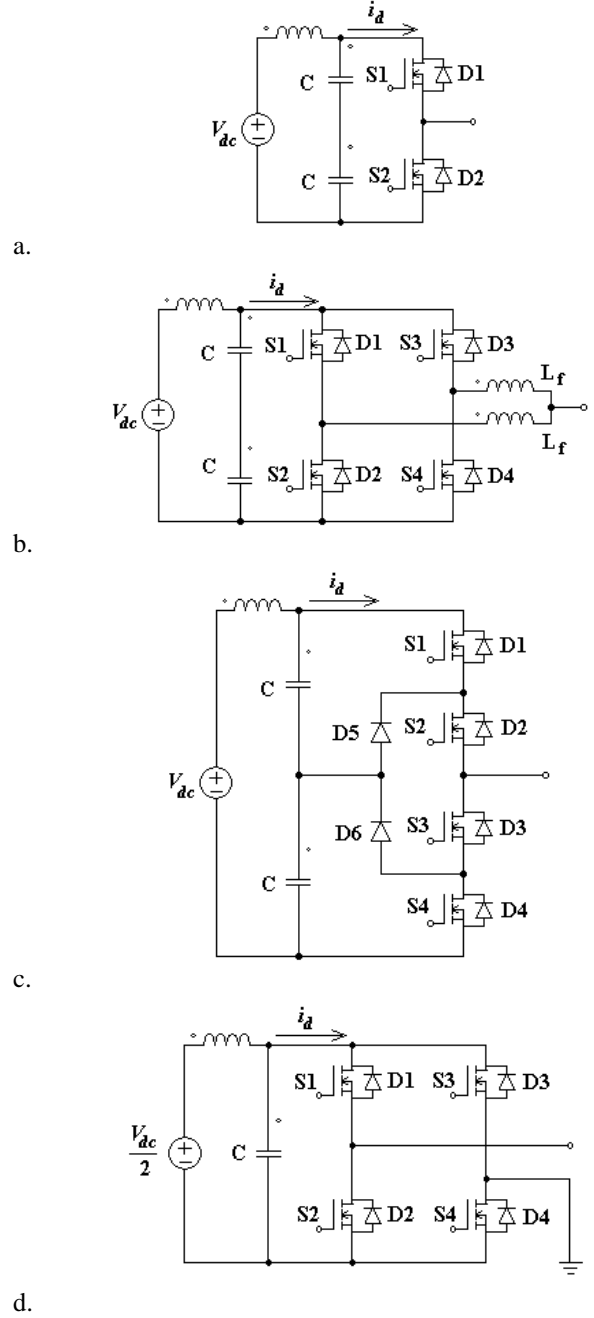 i_d
C
S1
D1
V_dc
C
S2
D2
a.
i_d
C
S1
D1
S3
D3
L_f
V_dc
L_f
C
S2
D2
S4
D4
b.
i_d
S1
D1
C
D5
S2
D2
V_dc
D6
S3
D3
C
S4
D4
c.
i_d
S1
D1
S3
D3
V_dc
2
C
S2
D2
S4
D4
d.